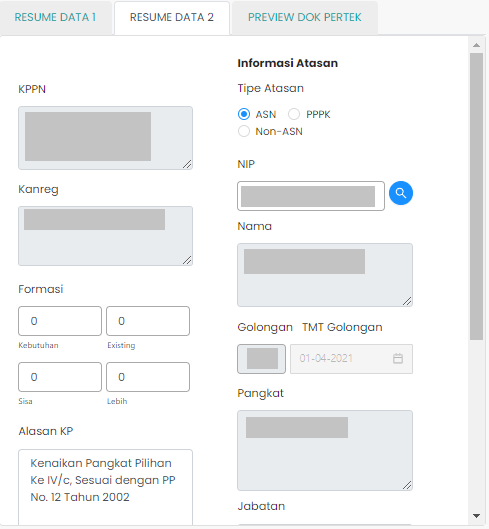 RESUME DATA 1
RESUME DATA 2
PREVIEW DOK PERTEK
KPPN
Kanreg
Formasi
0
0
Kebutuhan
Existing
0
0
Sisa
Lebih
Alasan KP
Kenaikan Pangkat Pilihan
Ke IV/c, Sesuai dengan PP
No. 12 Tahun 2002
Informasi Atasan
Tipe Atasan
ASN
PPPK
Non-ASN
NIP
Nama
Golongan
TMT Golongan
01-04-2021
Pangkat
Jabatan